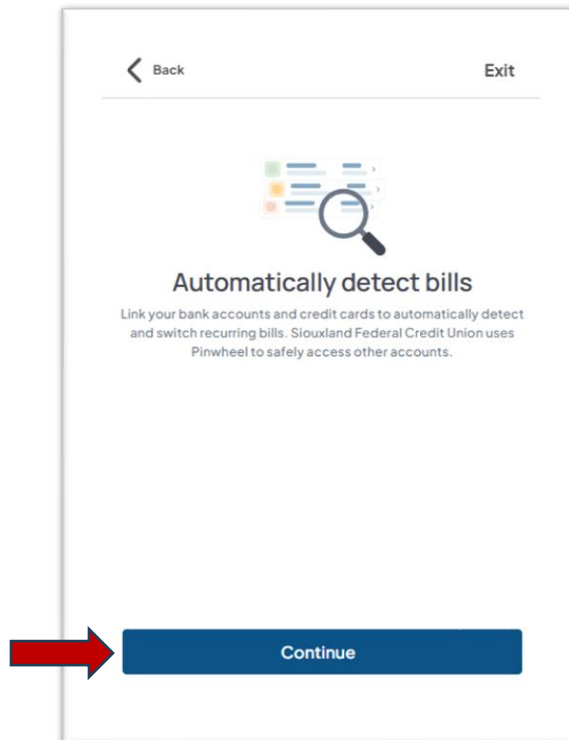 Back
Exit
Automatically detect bills
Link your bank accounts and credit cards to automatically detect
and switch recurring bills. Siouxland Federal Credit Union uses
Pinwheel to safely access other accounts.
Continue